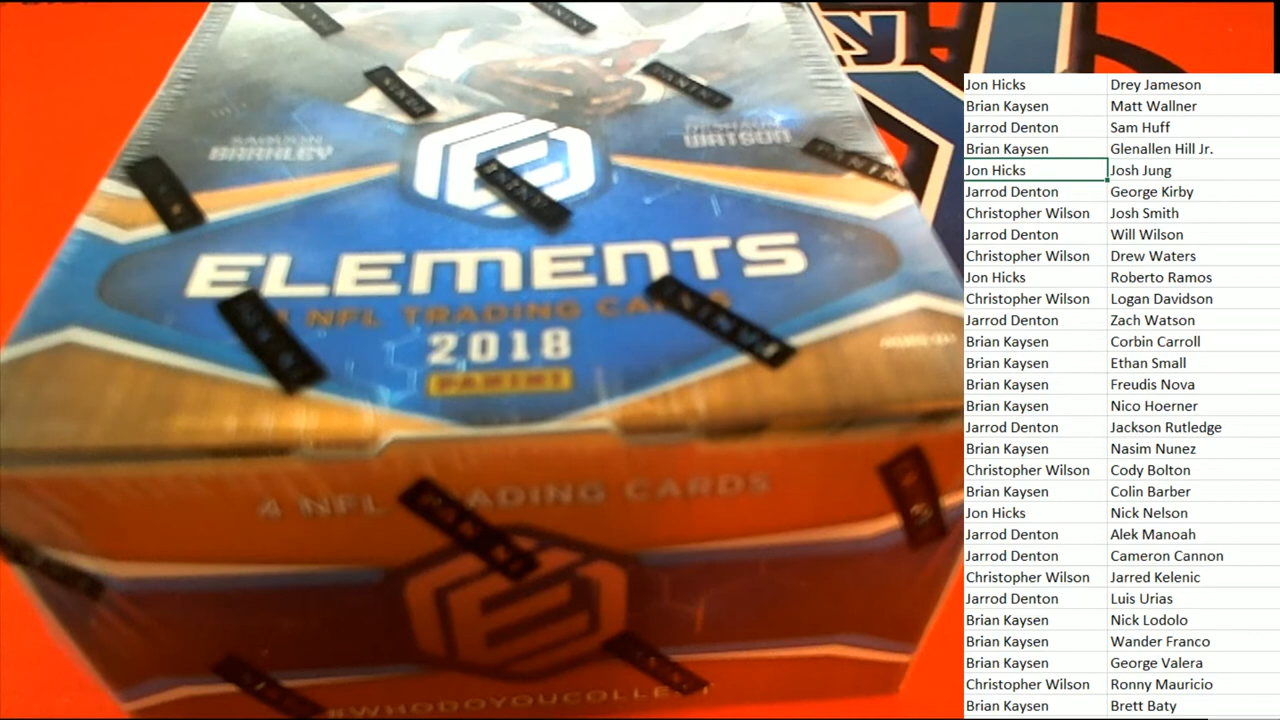 SAQUON
BARKLEY
DESHAUN
WATSON
PANINI
ELEMENTS
NFL TRADING CARDS
2018
PANINI
4 NFL TRADING CARDS
#WHODOYOUCOLLECT
Jon Hicks Drey Jameson
Brian Kaysen Matt Wallner
Jarrod Denton Sam Huff
Brian Kaysen Glenallen Hill Jr.
Jon Hicks Josh Jung
Jarrod Denton George Kirby
Christopher Wilson Josh Smith
Jarrod Denton Will Wilson
Christopher Wilson Drew Waters
Jon Hicks Roberto Ramos
Christopher Wilson Logan Davidson
Jarrod Denton Zach Watson
Brian Kaysen Corbin Carroll
Brian Kaysen Ethan Small
Brian Kaysen Freudis Nova
Brian Kaysen Nico Hoerner
Jarrod Denton Jackson Rutledge
Brian Kaysen Nasim Nunez
Christopher Wilson Cody Bolton
Brian Kaysen Colin Barber
Jon Hicks Nick Nelson
Jarrod Denton Alek Manoah
Jarrod Denton Cameron Cannon
Christopher Wilson Jarred Kelenic
Jarrod Denton Luis Urias
Brian Kaysen Nick Lodolo
Brian Kaysen Wander Franco
Brian Kaysen George Valera
Christopher Wilson Ronny Mauricio
Brian Kaysen Brett Baty